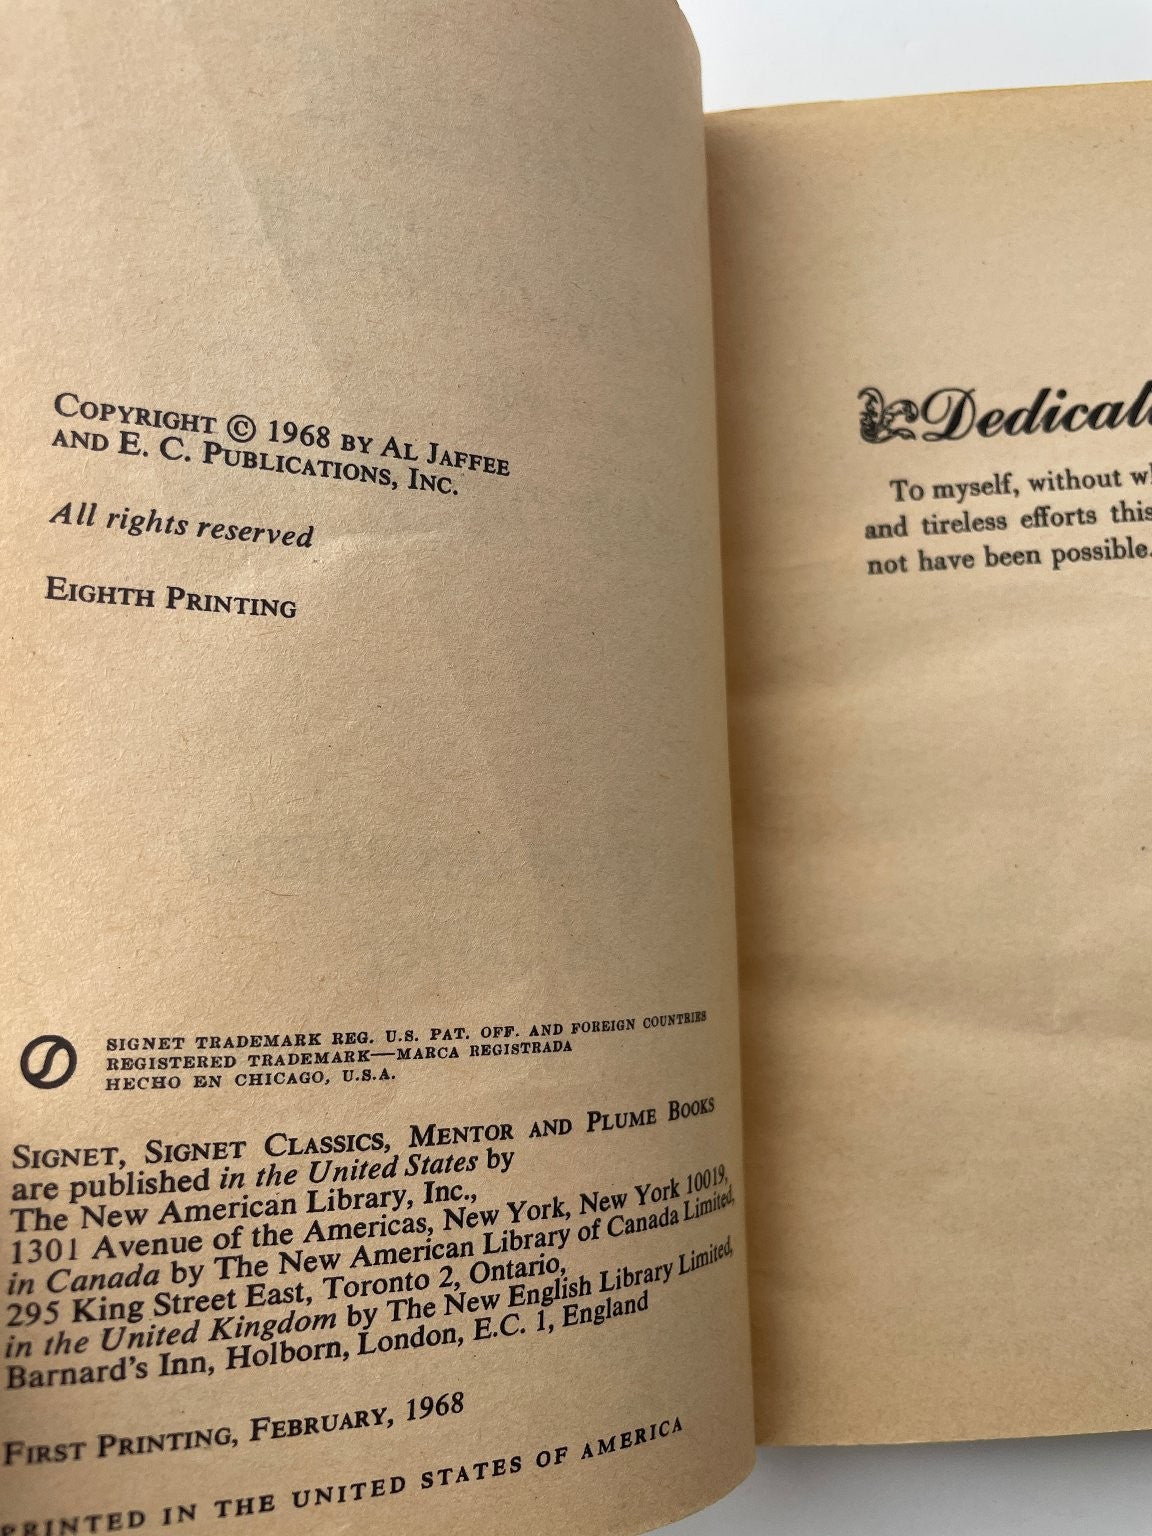 COPYRIGHT © 1968 BY AL JAFFEE
AND E. C. PUBLICATIONS, INC.
All rights reserved
EIGHTH PRINTING
SIGNET TRADEMARK REG. U.S. PAT. OFF. AND FOREIGN COUNTRIES
REGISTERED TRADEMARK—MARCA REGISTRADA
HECHO EN CHICAGO, U.S.A.
SIGNET, SIGNET CLASSICS, MENTOR AND PLUME BOOKS
are published in the United States by
The New American Library, Inc.,
1301 Avenue of the Americas, New York, New York 10019,
in Canada by The New American Library of Canada Limited,
295 King Street East, Toronto 2, Ontario,
in the United Kingdom by The New English Library Limited,
Barnard's Inn, Holborn, London, E.C. 1, England
FIRST PRINTING, FEBRUARY, 1968
PRINTED IN THE UNITED STATES OF AMERICA
To myself, without
and tireless efforts this
not have been possible.